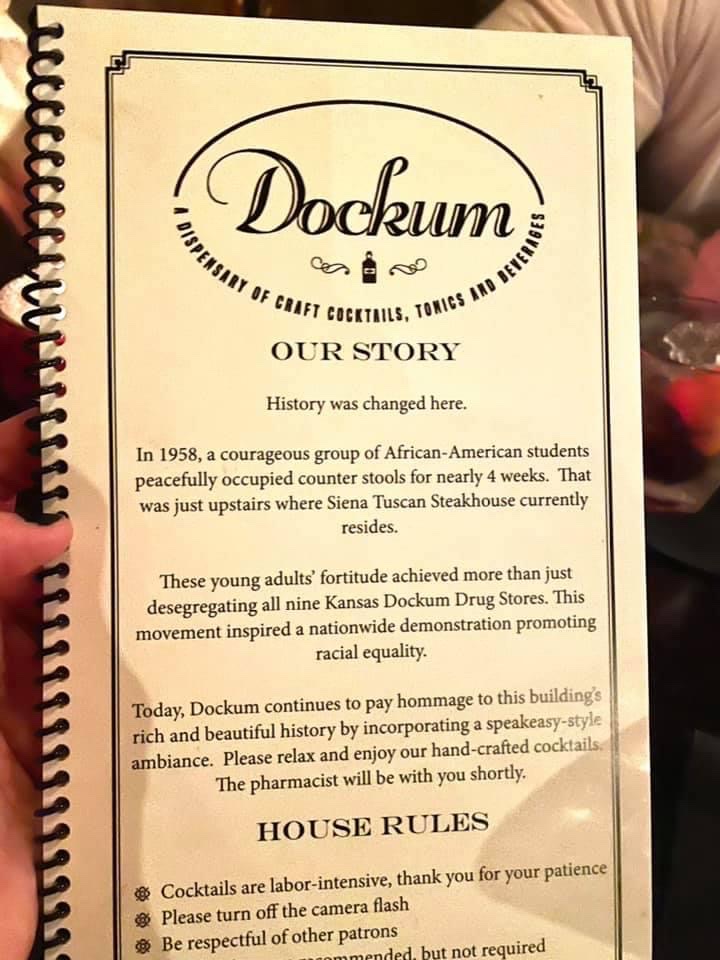 Dockum
A DISPENSARY OF CRAFT COCKTAILS, TONICS AND BEVERAGES
OUR STORY
History was changed here.
In 1958, a courageous group of African-American students
peacefully occupied counter stools for nearly 4 weeks. That
was just upstairs where Siena Tuscan Steakhouse currently
resides.
These young adults' fortitude achieved more than just
desegregating all nine Kansas Dockum Drug Stores. This
movement inspired a nationwide demonstration promoting
racial equality.
Today, Dockum continues to pay hommage to this building's
rich and beautiful history by incorporating a speakeasy-style
ambiance. Please relax and enjoy our hand-crafted cocktails.
The pharmacist will be with you shortly.
HOUSE RULES
Cocktails are labor-intensive, thank you for your patience
Please turn off the camera flash
Be respectful of other patrons
but not required